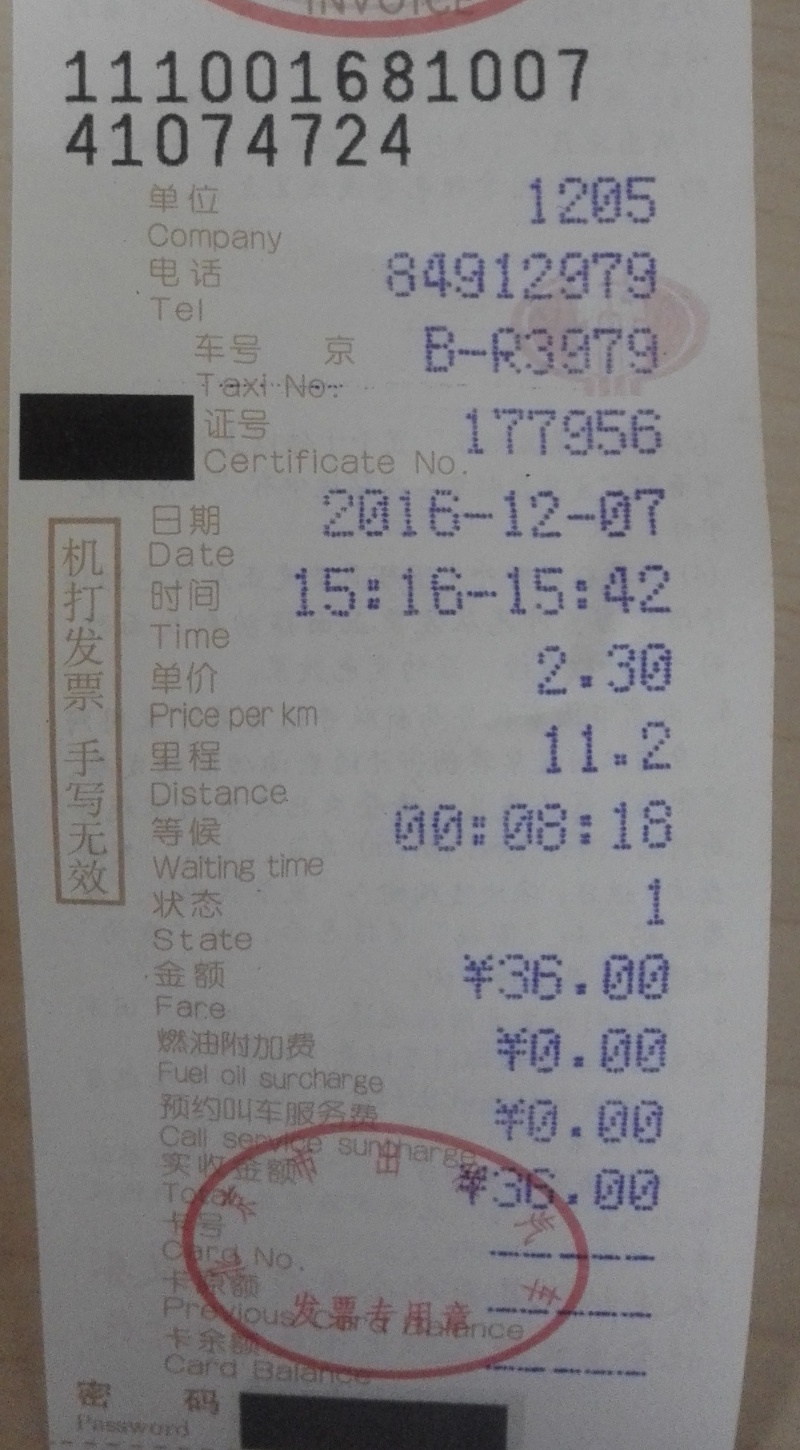 INVOICE
111001681007
41074724
单位 1205
Company
电话 84912979
Tel
车号 京 B-R3979
Taxi No.
证号 177956
Certificate No.
日期 2016-12-07
Date
时间 15:16-15:42
Time
单价 2.30
Price per km
里程 11.2
Distance
等候 00:08:18
Waiting time
状态 1
State
金额 ¥36.00
Fare
燃油附加费 ¥0.00
Fuel oil surcharge
预约叫车服务费 ¥0.00
Call service surcharge
实收金额 ¥36.00
Total
卡号
Card No.
卡原额
Previous Card Balance
卡余额
Card Balance
密 码
Password
机打发票 手写无效
发票专用章